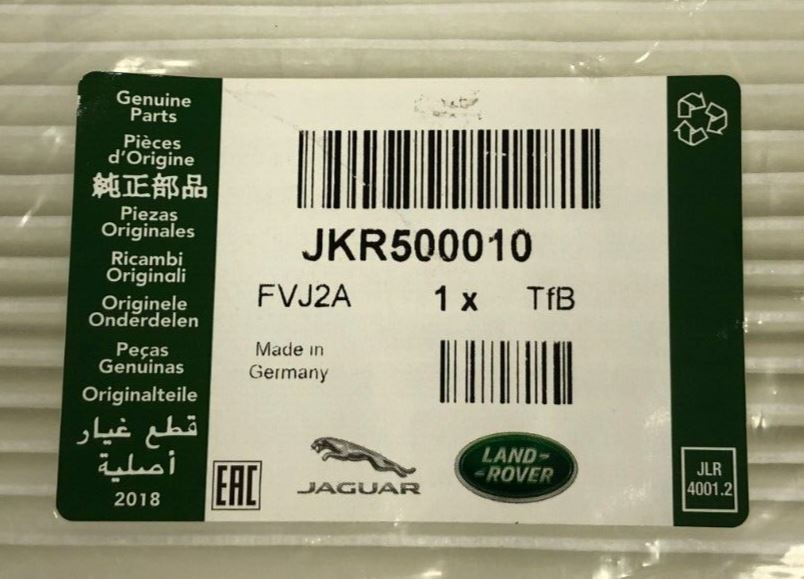 Genuine
Parts
Pièces
d'Origine
純正部品
Piezas
Originales
Ricambi
Originali
Originele
Onderdelen
Peças
Genuinas
Originalteile
قطع غيار
أصلية
2018
JKR500010
FVJ2A 1 x TfB
Made in
Germany
EAC
JAGUAR
LAND-
-ROVER
JLR
4001.2